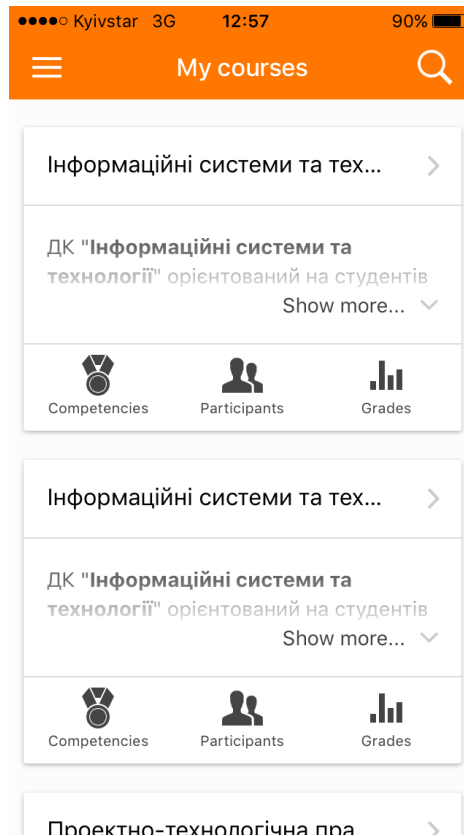 Kyivstar 3G 12:57 90%
My courses
Інформаційні системи та тех...
ДК "Інформаційні системи та
технології" орієнтований на студентів
Show more...
Competencies Participants Grades
Інформаційні системи та тех...
ДК "Інформаційні системи та
технології" орієнтований на студентів
Show more...
Competencies Participants Grades
Проектно-технологічна пра...